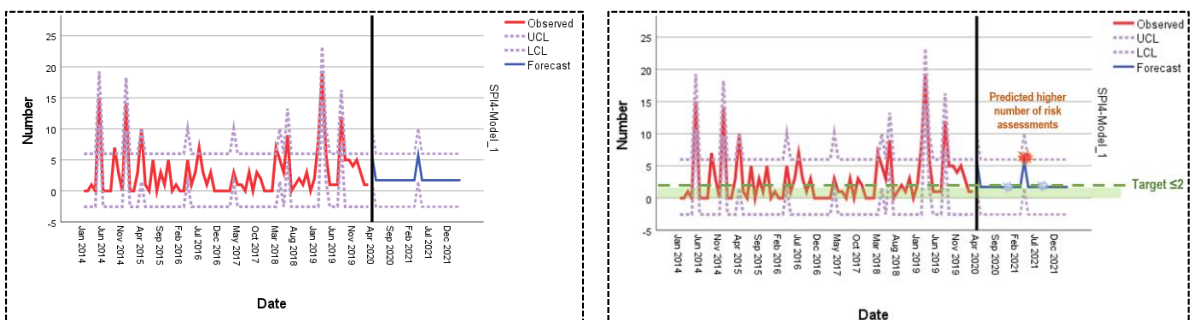 25
20
15
10
5
0
-5
Number
Jan 2014
Jun 2014
Nov 2014
Apr 2015
Sep 2015
Feb 2016
Jul 2016
Dec 2016
May 2017
Oct 2017
Mar 2018
Aug 2018
Jan 2019
Jun 2019
Nov 2019
Apr 2020
Sep 2020
Feb 2021
Jul 2021
Dec 2021
Date
SPI4-Model_1
Observed
UCL
LCL
Forecast
25
20
15
10
5
0
-5
Number
Jan 2014
Jun 2014
Nov 2014
Apr 2015
Sep 2015
Feb 2016
Jul 2016
Dec 2016
May 2017
Oct 2017
Mar 2018
Aug 2018
Jan 2019
Jun 2019
Nov 2019
Apr 2020
Sep 2020
Feb 2021
Jul 2021
Dec 2021
Date
SPI4-Model_1
Observed
UCL
LCL
Forecast
Predicted higher
number of risk
assessments
Target ≤2